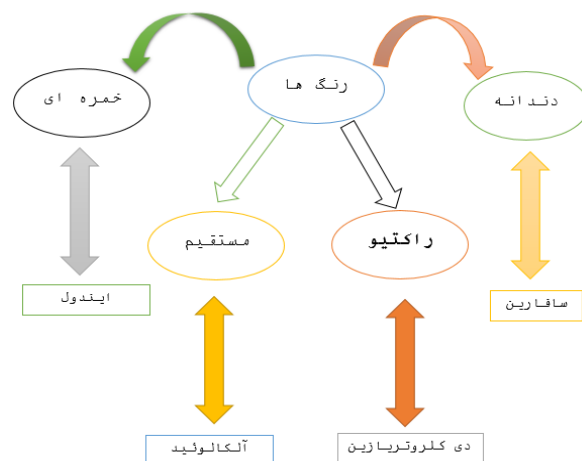 رنگ ها
خمره ای
دندانه
مستقیم
راکتیو
ایندول
ساقارین
آلکالوئید
دی کلروتریازین